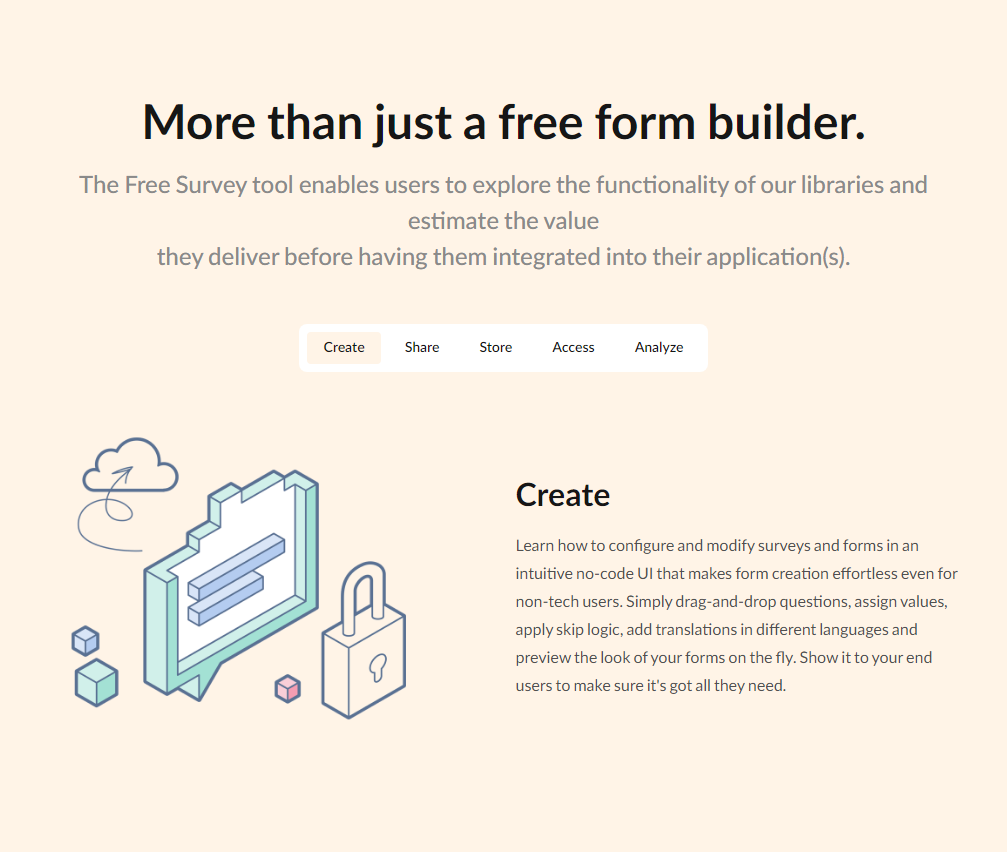 More than just a free form builder.
The Free Survey tool enables users to explore the functionality of our libraries and
estimate the value
they deliver before having them integrated into their application(s).
Create Share Store Access Analyze
Create
Learn how to configure and modify surveys and forms in an
intuitive no-code UI that makes form creation effortless even for
non-tech users. Simply drag-and-drop questions, assign values,
apply skip logic, add translations in different languages and
preview the look of your forms on the fly. Show it to your end
users to make sure it's got all they need.